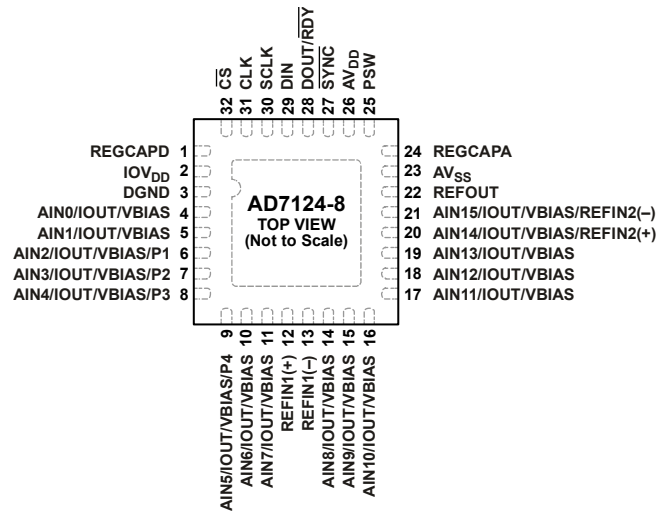 32 C̅S̅
31 CLK
30 SCLK
29 DIN
28 DOUT/R̅D̅Y̅
27 S̅Y̅N̅C̅
26 AVDD
25 PSW
REGCAPD 1
IOVDD 2
DGND 3
AIN0/IOUT/VBIAS 4
AIN1/IOUT/VBIAS 5
AIN2/IOUT/VBIAS/P1 6
AIN3/IOUT/VBIAS/P2 7
AIN4/IOUT/VBIAS/P3 8
AD7124-8
TOP VIEW
(Not to Scale)
24 REGCAPA
23 AVSS
22 REFOUT
21 AIN15/IOUT/VBIAS/REFIN2(–)
20 AIN14/IOUT/VBIAS/REFIN2(+)
19 AIN13/IOUT/VBIAS
18 AIN12/IOUT/VBIAS
17 AIN11/IOUT/VBIAS
AIN5/IOUT/VBIAS/P4 9
AIN6/IOUT/VBIAS 10
AIN7/IOUT/VBIAS 11
REFIN1(+) 12
REFIN1(–) 13
AIN8/IOUT/VBIAS 14
AIN9/IOUT/VBIAS 15
AIN10/IOUT/VBIAS 16